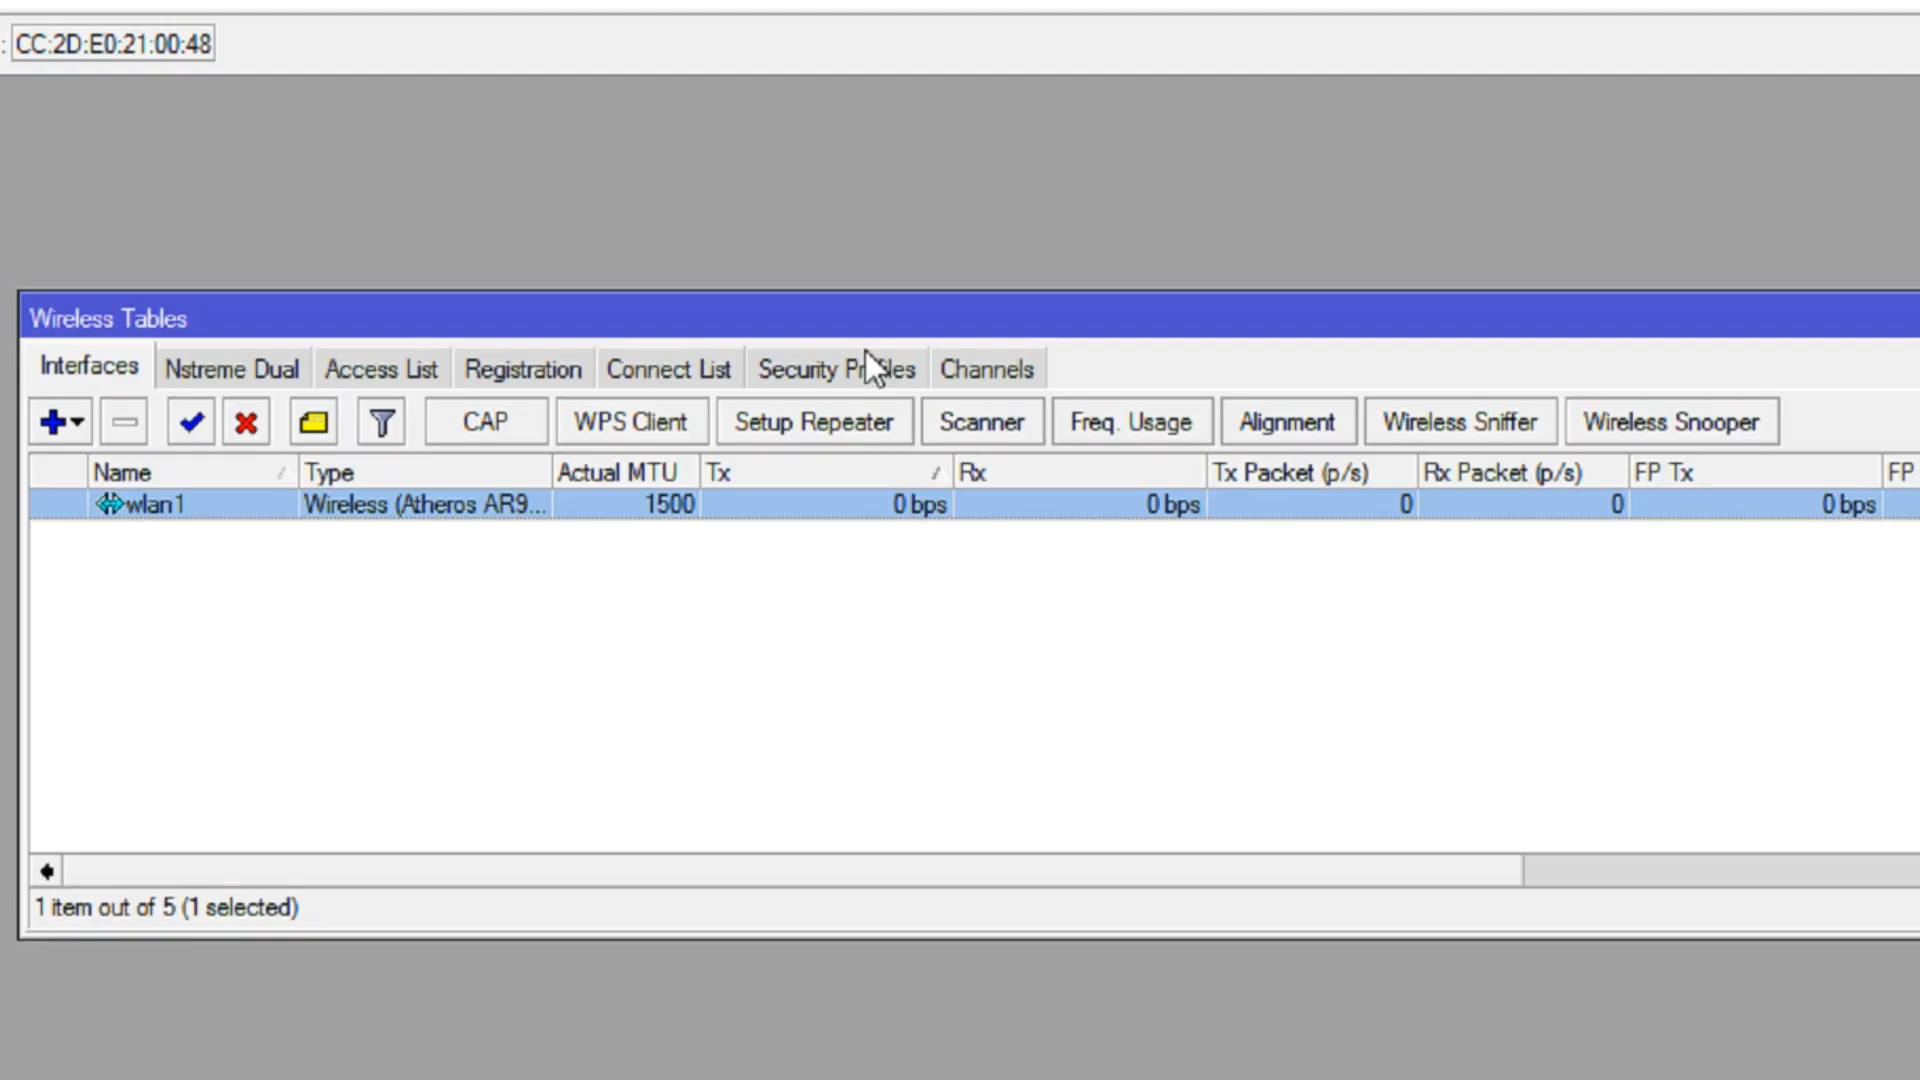 : CC:2D:E0:21:00:48
Wireless Tables
Interfaces Nstreme Dual Access List Registration Connect List Security Profiles Channels
CAP WPS Client Setup Repeater Scanner Freq. Usage Alignment Wireless Sniffer Wireless Snooper
Name Type Actual MTU Tx Rx Tx Packet (p/s) Rx Packet (p/s) FP Tx FP
wlan1 Wireless (Atheros AR9... 1500 0 bps 0 bps 0 0 0 bps
1 item out of 5 (1 selected)